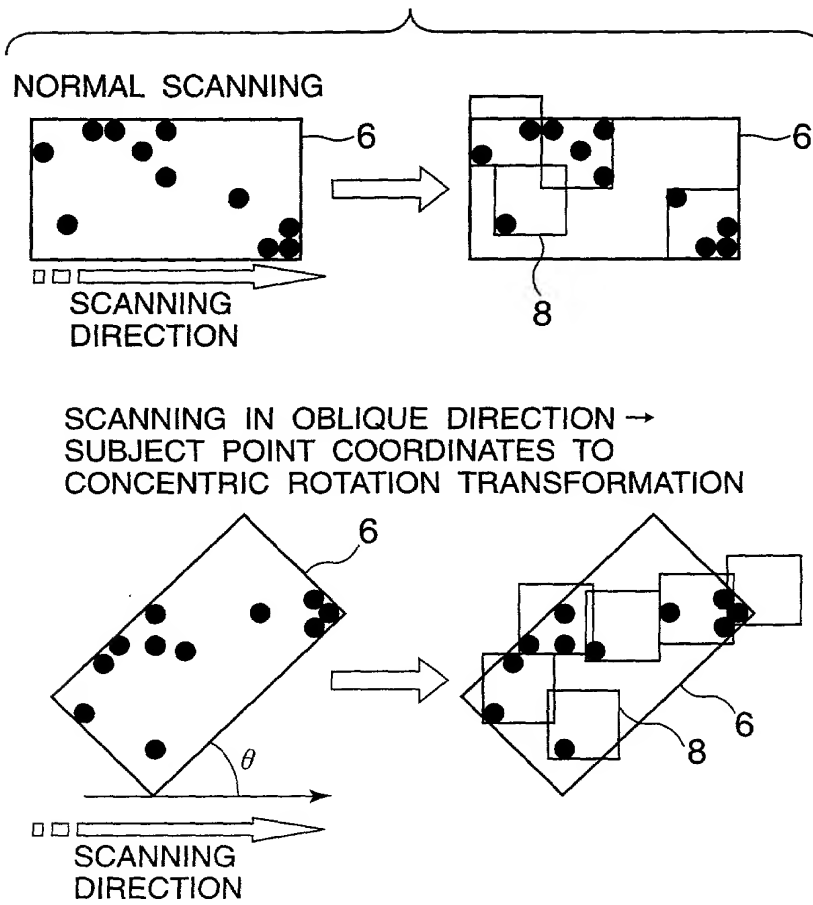 NORMAL SCANNING
6
6
SCANNING
DIRECTION
8
SCANNING IN OBLIQUE DIRECTION →
SUBJECT POINT COORDINATES TO
CONCENTRIC ROTATION TRANSFORMATION
6
6
8
θ
SCANNING
DIRECTION